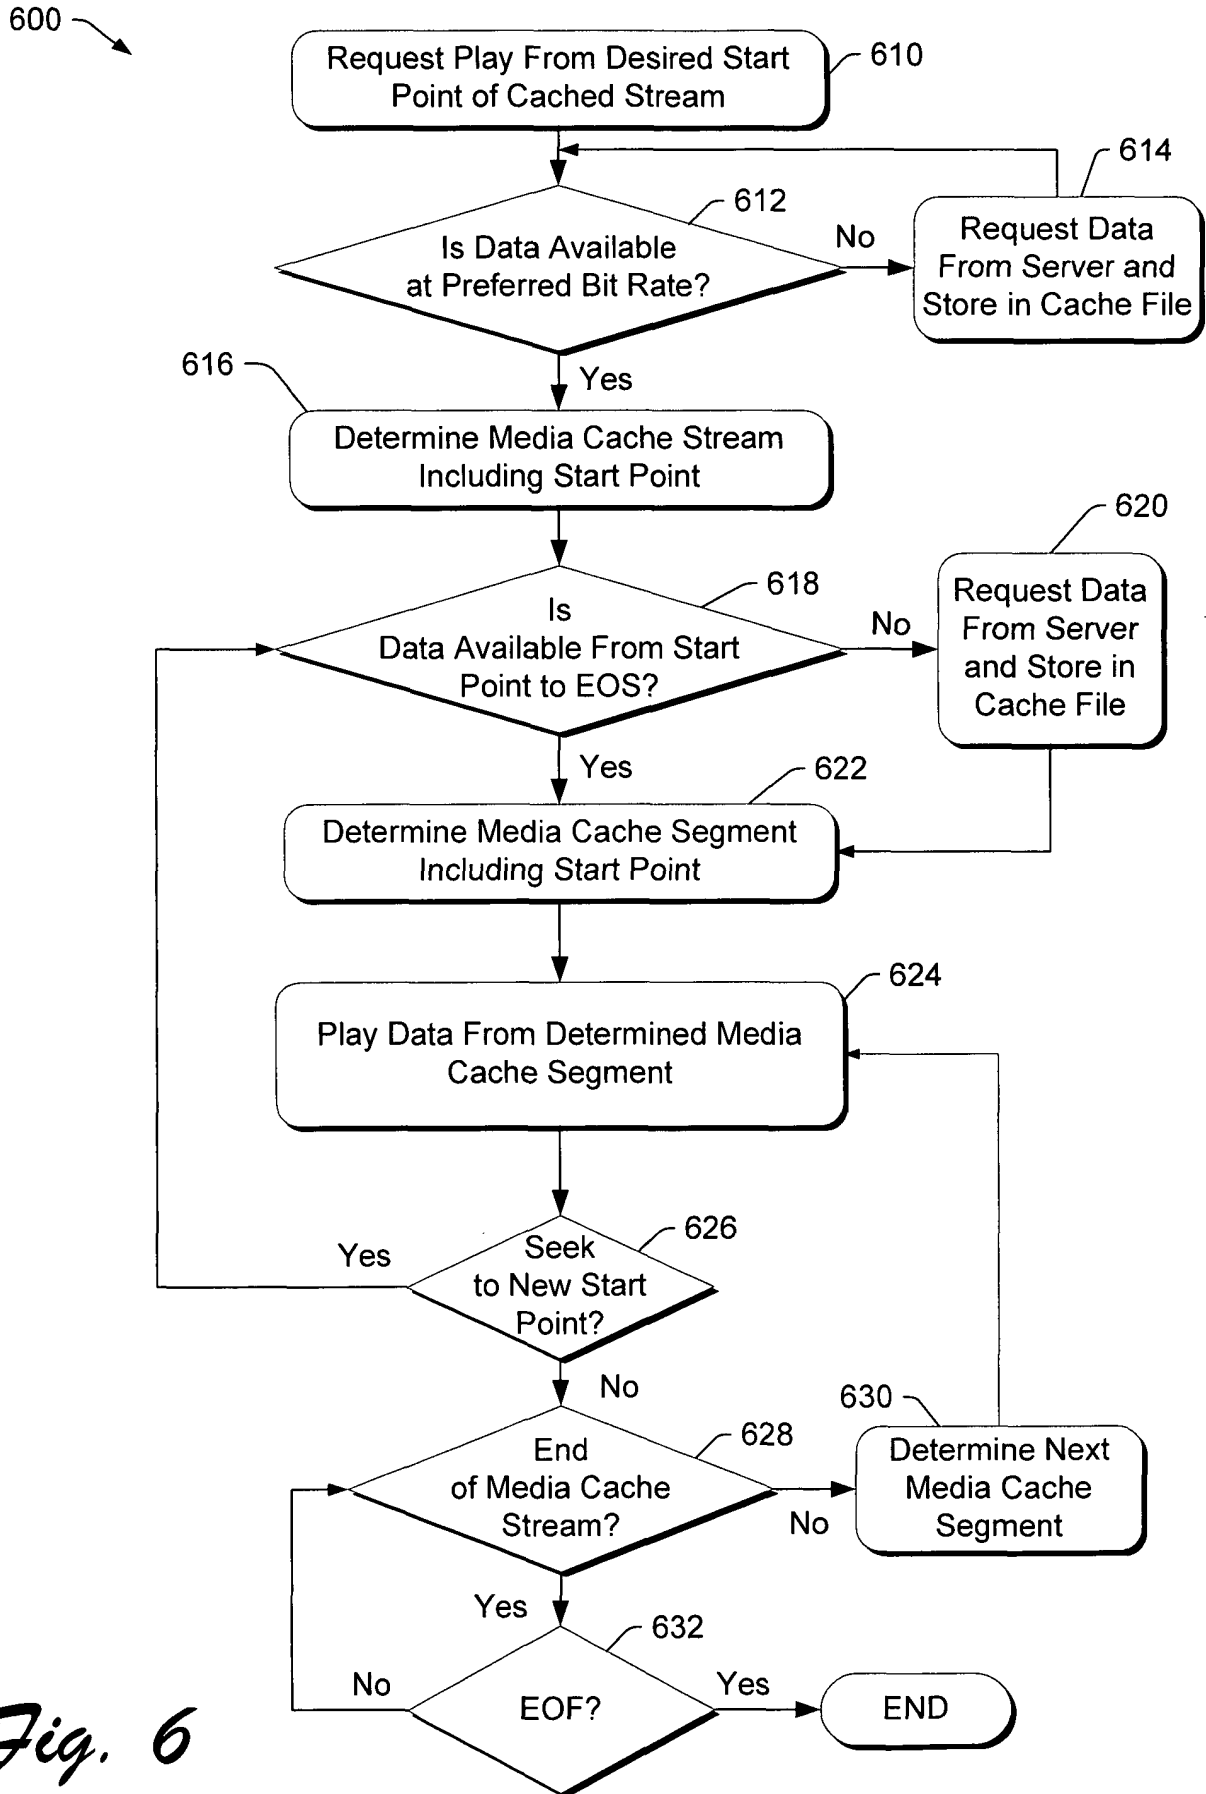 600
Request Play From Desired Start
Point of Cached Stream
610
614
612
Is Data Available
at Preferred Bit Rate?
No
Request Data
From Server and
Store in Cache File
616
Yes
Determine Media Cache Stream
Including Start Point
620
618
Is
Data Available From Start
Point to EOS?
No
Request Data
From Server
and Store in
Cache File
Yes
622
Determine Media Cache Segment
Including Start Point
624
Play Data From Determined Media
Cache Segment
626
Yes
Seek
to New Start
Point?
No
630
628
End
of Media Cache
Stream?
No
Determine Next
Media Cache
Segment
Yes
632
No
EOF?
Yes
END
Fig. 6